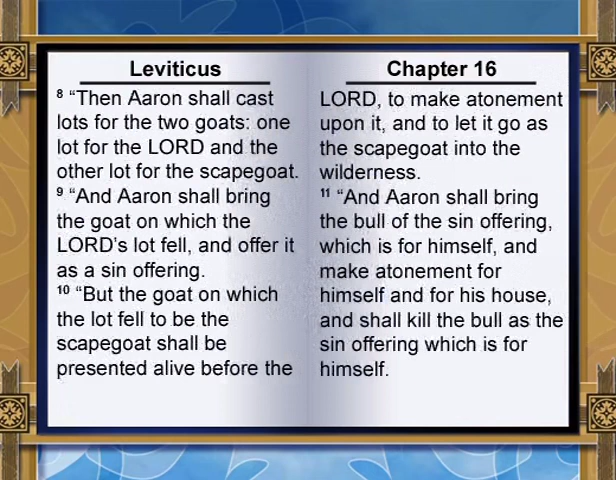 Leviticus
⁸ “Then Aaron shall cast
lots for the two goats: one
lot for the LORD and the
other lot for the scapegoat.
⁹ “And Aaron shall bring
the goat on which the
LORD’s lot fell, and offer it
as a sin offering.
¹⁰ “But the goat on which
the lot fell to be the
scapegoat shall be
presented alive before the
Chapter 16
LORD, to make atonement
upon it, and to let it go as
the scapegoat into the
wilderness.
¹¹ “And Aaron shall bring
the bull of the sin offering,
which is for himself, and
make atonement for
himself and for his house,
and shall kill the bull as the
sin offering which is for
himself.